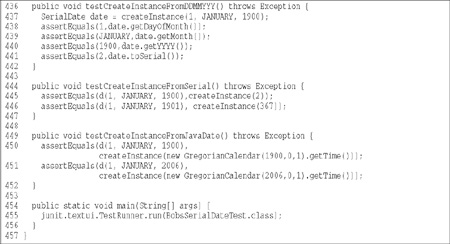 436 public void testCreateInstanceFromDDMMYYY() throws Exception {
437 SerialDate date = createInstance(1, JANUARY, 1900);
438 assertEquals(1,date.getDayOfMonth());
439 assertEquals(JANUARY,date.getMonth());
440 assertEquals(1900,date.getYYYY());
441 assertEquals(2,date.toSerial());
442 }
443
444 public void testCreateInstanceFromSerial() throws Exception {
445 assertEquals(d(1, JANUARY, 1900),createInstance(2));
446 assertEquals(d(1, JANUARY, 1901), createInstance(367));
447 }
448
449 public void testCreateInstanceFromJavaDate() throws Exception {
450 assertEquals(d(1, JANUARY, 1900),
createInstance(new GregorianCalendar(1900,0,1).getTime()));
451 assertEquals(d(1, JANUARY, 2006),
createInstance(new GregorianCalendar(2006,0,1).getTime()));
452 }
453
454 public static void main(String[] args) {
455 junit.textui.TestRunner.run(BobsSerialDateTest.class);
456 }
457 }